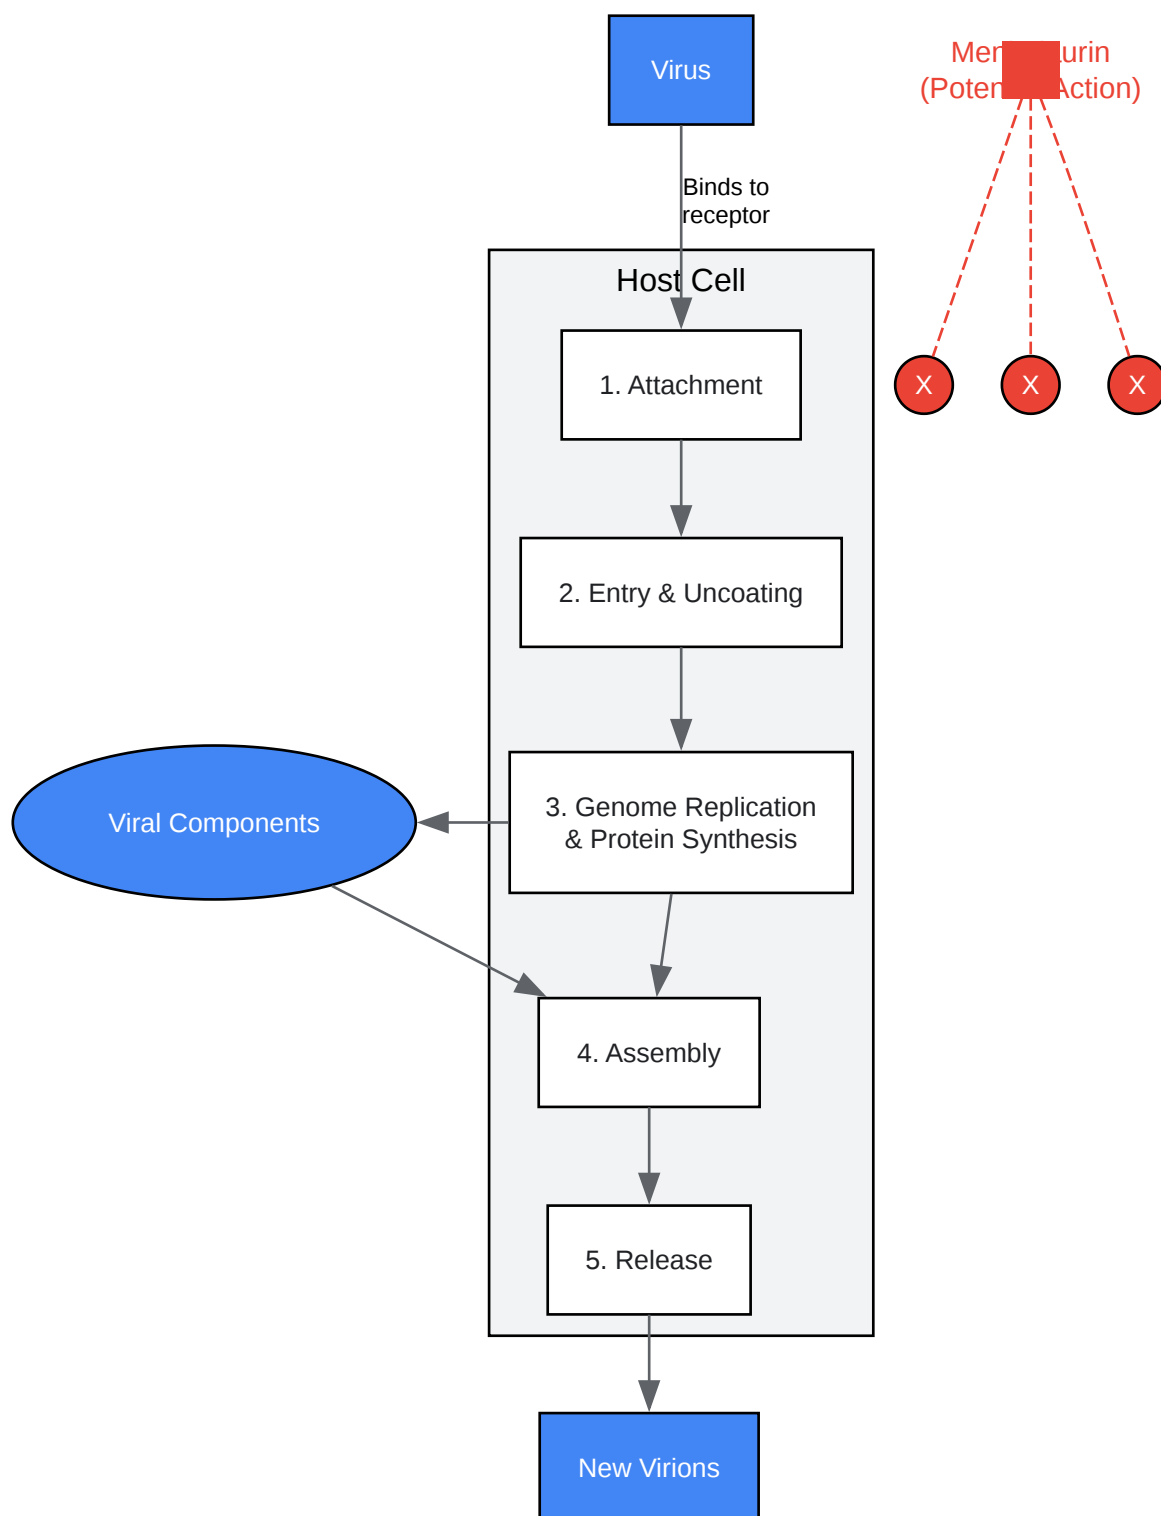 Virus
(Action)
Binds to
receptor
Host Cell
1. Attachment
X
X
X
2. Entry & Uncoating
3. Genome Replication
& Protein Synthesis
Viral Components
4. Assembly
5. Release
New Virions